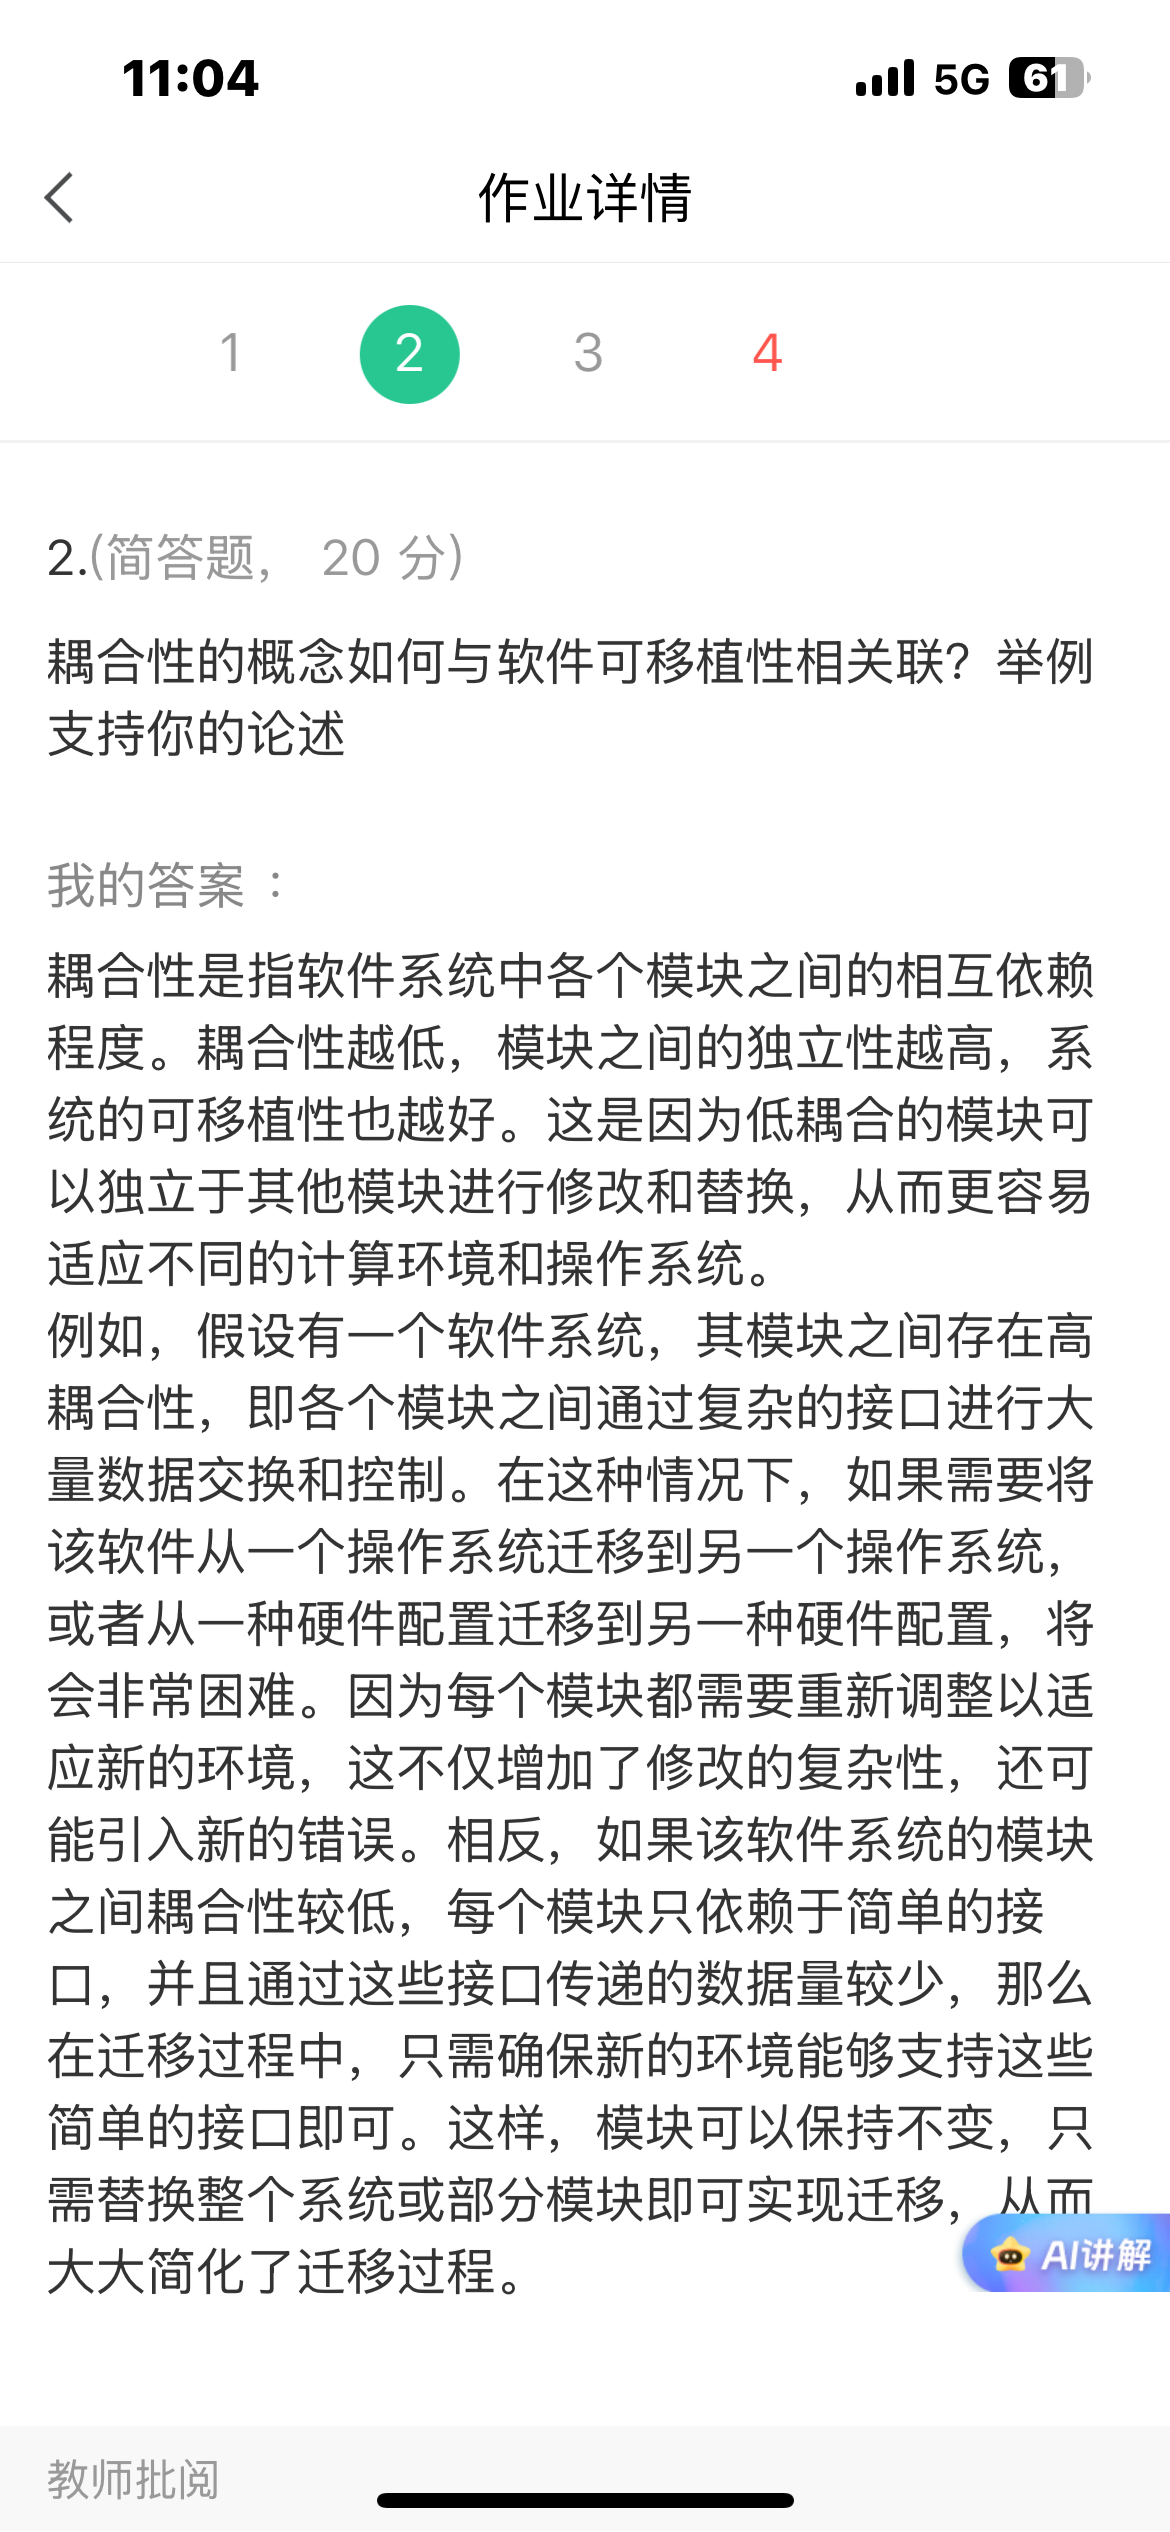 11:04
5G 61
作业详情
1 2 3 4
2.(简答题, 20 分)
耦合性的概念如何与软件可移植性相关联？举例
支持你的论述
我的答案：
耦合性是指软件系统中各个模块之间的相互依赖
程度。耦合性越低，模块之间的独立性越高，系
统的可移植性也越好。这是因为低耦合的模块可
以独立于其他模块进行修改和替换，从而更容易
适应不同的计算环境和操作系统。
例如，假设有一个软件系统，其模块之间存在高
耦合性，即各个模块之间通过复杂的接口进行大
量数据交换和控制。在这种情况下，如果需要将
该软件从一个操作系统迁移到另一个操作系统，
或者从一种硬件配置迁移到另一种硬件配置，将
会非常困难。因为每个模块都需要重新调整以适
应新的环境，这不仅增加了修改的复杂性，还可
能引入新的错误。相反，如果该软件系统的模块
之间耦合性较低，每个模块只依赖于简单的接
口，并且通过这些接口传递的数据量较少，那么
在迁移过程中，只需确保新的环境能够支持这些
简单的接口即可。这样，模块可以保持不变，只
需替换整个系统或部分模块即可实现迁移，从而
大大简化了迁移过程。
AI讲解
教师批阅